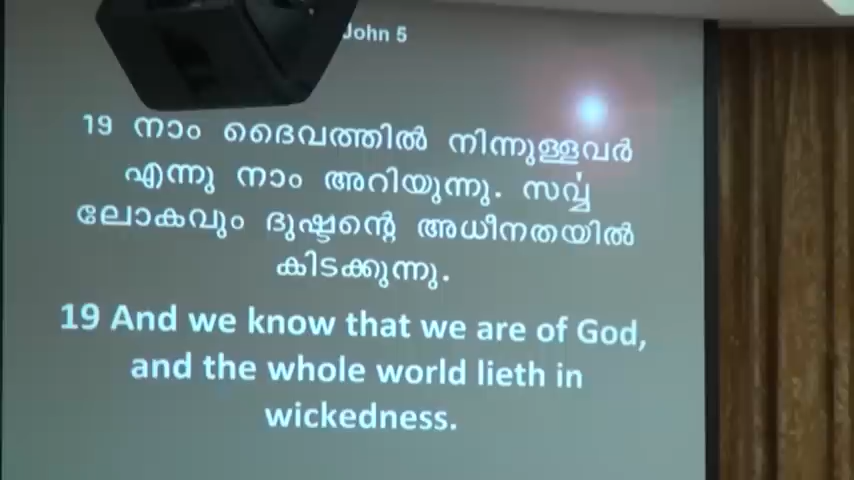 John 5
19 നാം ദൈവത്തിൽ നിന്നുള്ളവർ
എന്നു നാം അറിയുന്നു. സർവ്വ
ലോകവും ദുഷ്ടന്റെ അധീനതയിൽ
കിടക്കുന്നു.
19 And we know that we are of God,
and the whole world lieth in
wickedness.